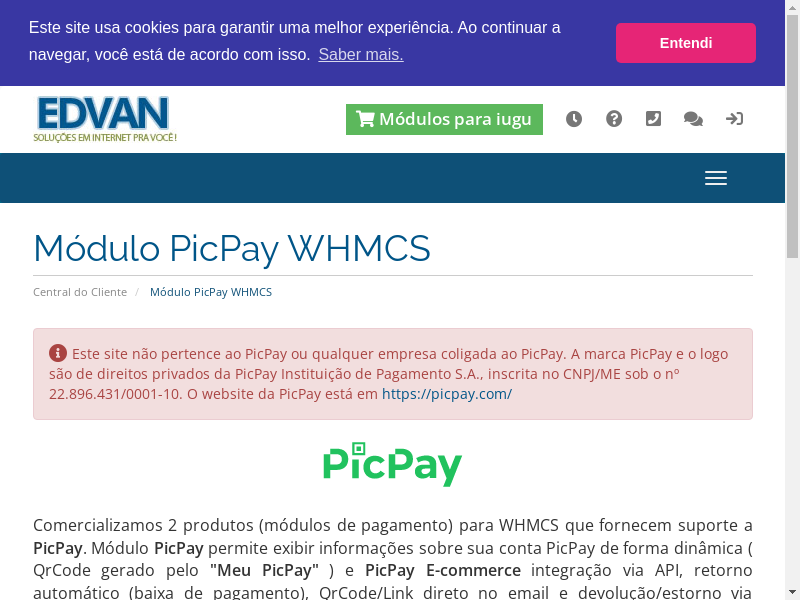 Este site usa cookies para garantir uma melhor experiência. Ao continuar a
navegar, você está de acordo com isso. Saber mais.
Entendi
EDVAN
SOLUÇÕES EM INTERNET PRA VOCÊ!
Módulos para iugu
Módulo PicPay WHMCS
Central do Cliente / Módulo PicPay WHMCS
Este site não pertence ao PicPay ou qualquer empresa coligada ao PicPay. A marca PicPay e o logo
são de direitos privados da PicPay Instituição de Pagamento S.A., inscrita no CNPJ/ME sob o nº
22.896.431/0001-10. O website da PicPay está em https://picpay.com/
PicPay
Comercializamos 2 produtos (módulos de pagamento) para WHMCS que fornecem suporte a
PicPay. Módulo PicPay permite exibir informações sobre sua conta PicPay de forma dinâmica (
QrCode gerado pelo "Meu PicPay" ) e PicPay E-commerce integração via API, retorno
automático (baixa de pagamento), QrCode/Link direto no email e devolução/estorno via